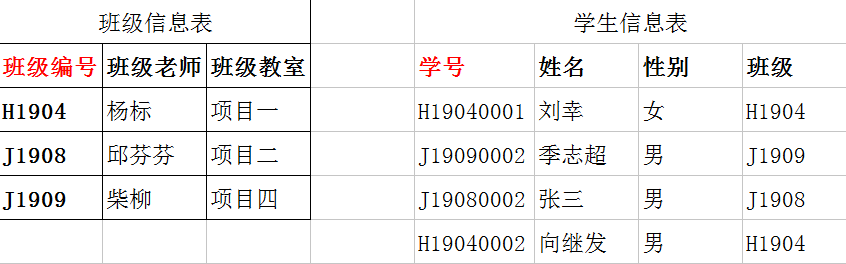 班级信息表 学生信息表
班级编号 班级老师 班级教室 学号 姓名 性别 班级
H1904 杨标 项目一 H19040001 刘幸 女 H1904
J1908 邱芬芬 项目二 J19090002 季志超 男 J1909
J1909 柴柳 项目四 J19080002 张三 男 J1908
H19040002 向继发 男 H1904